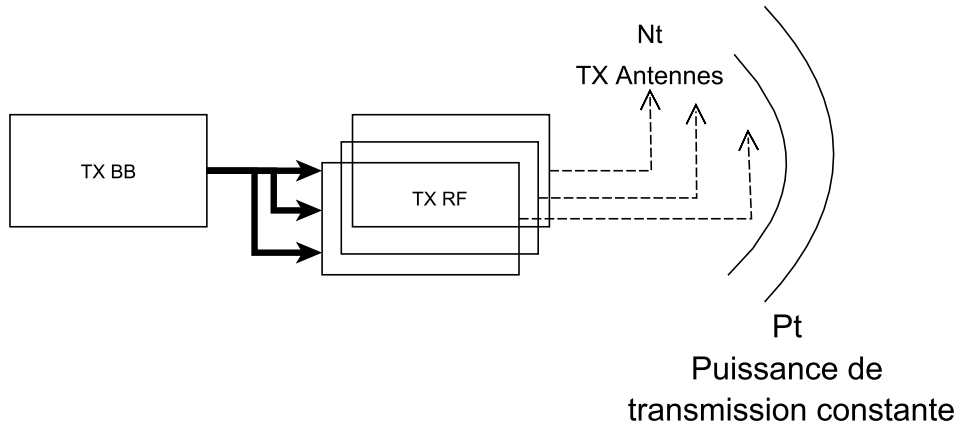 Nt
TX Antennes
TX BB
TX RF
Pt
Puissance de
transmission constante